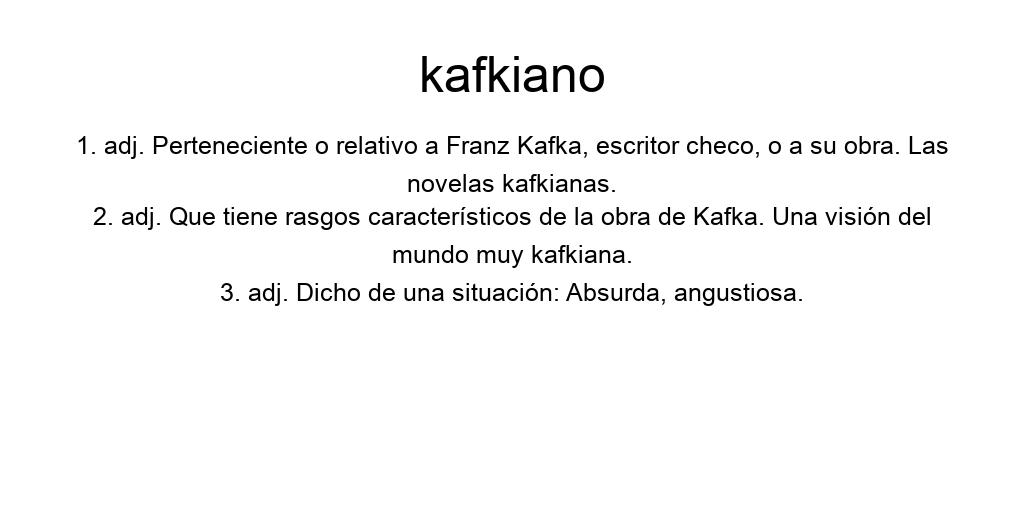 kafkiano
1. adj. Perteneciente o relativo a Franz Kafka, escritor checo, o a su obra. Las
novelas kafkianas.
2. adj. Que tiene rasgos característicos de la obra de Kafka. Una visión del
mundo muy kafkiana.
3. adj. Dicho de una situación: Absurda, angustiosa.